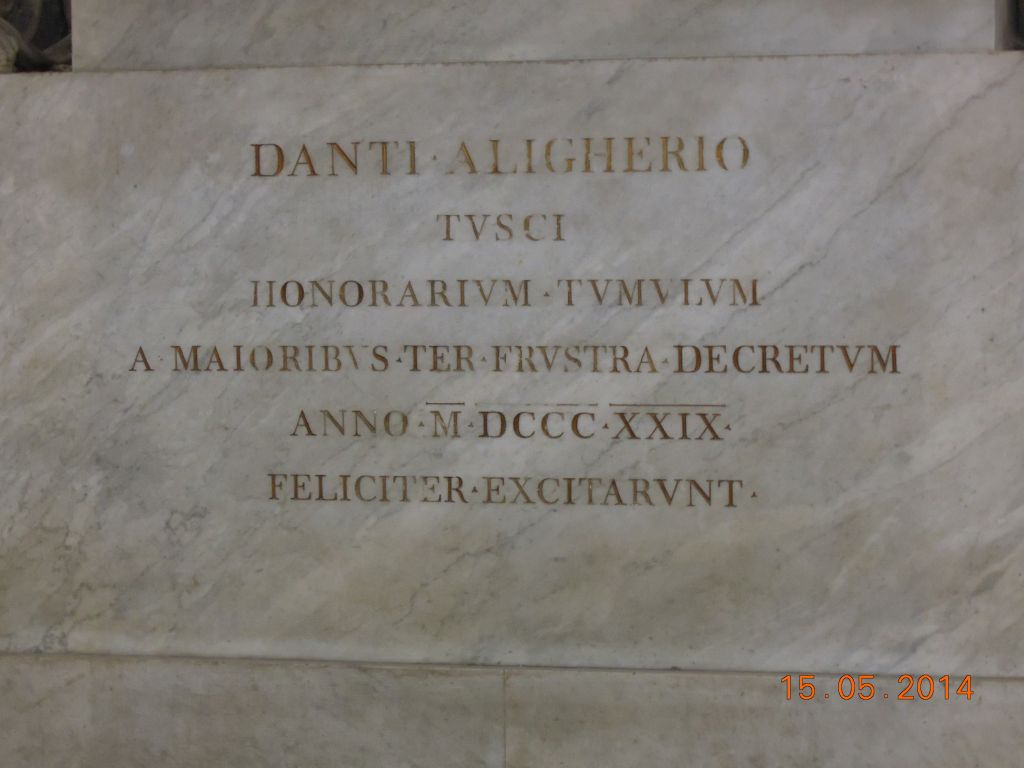 DANTI · ALIGHERIO
TVSCI
HONORARIVM · TVMVLVM
A · MAIORIBVS · TER · FRVSTRA · DECRETVM
ANNO · M · DCCC · XXIX ·
FELICITER · EXCITARVNT ·
15.05.2014